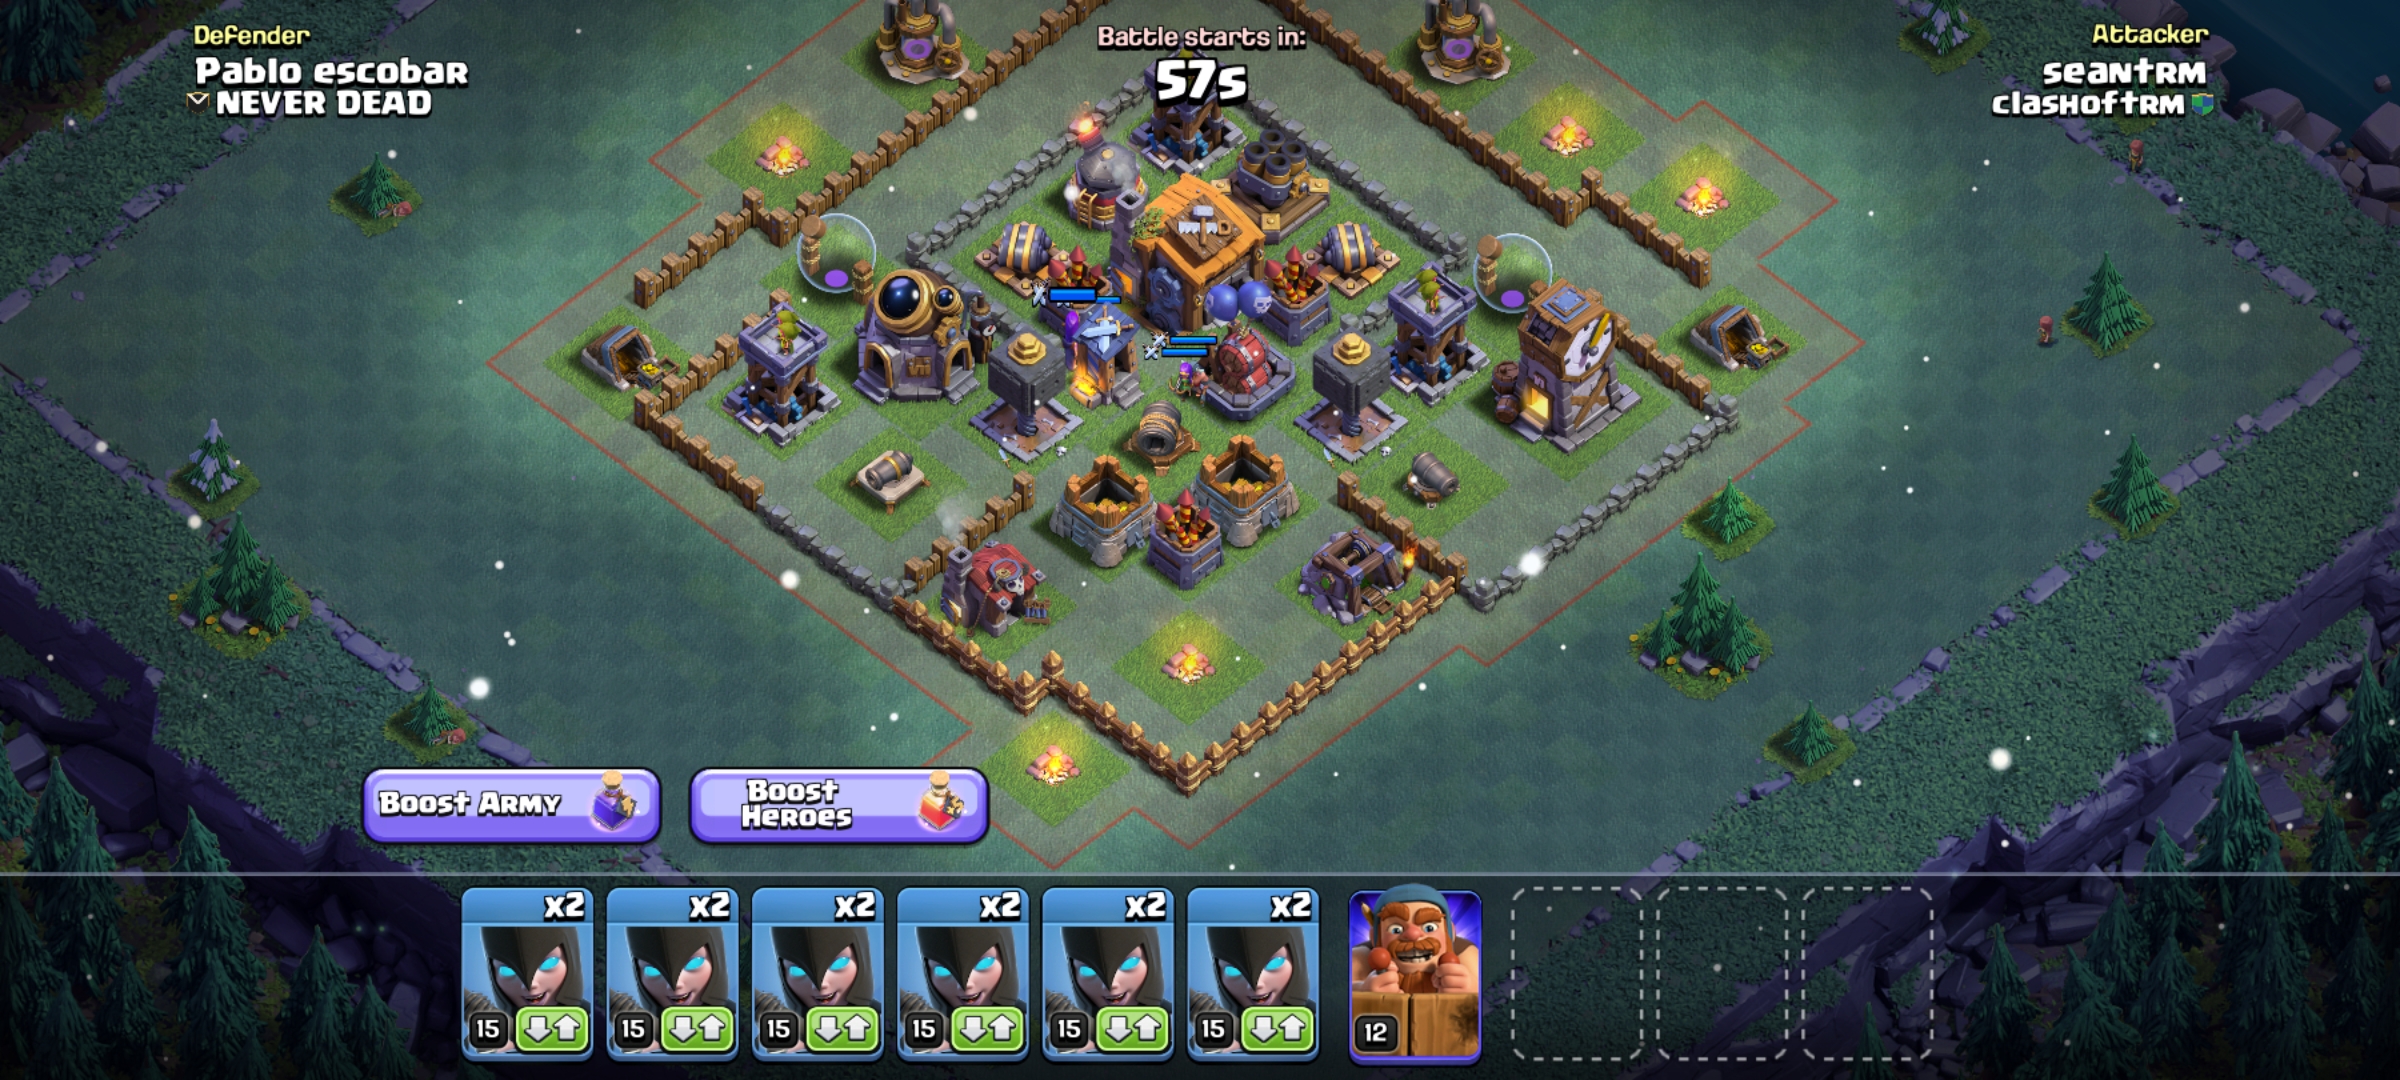 Defender
Pablo escobar
NEVER DEAD
Battle starts in:
57s
Attacker
seantRM
clashoftRM
Boost Army
Boost
Heroes
x2
x2
x2
x2
x2
x2
15
15
15
15
15
15
12